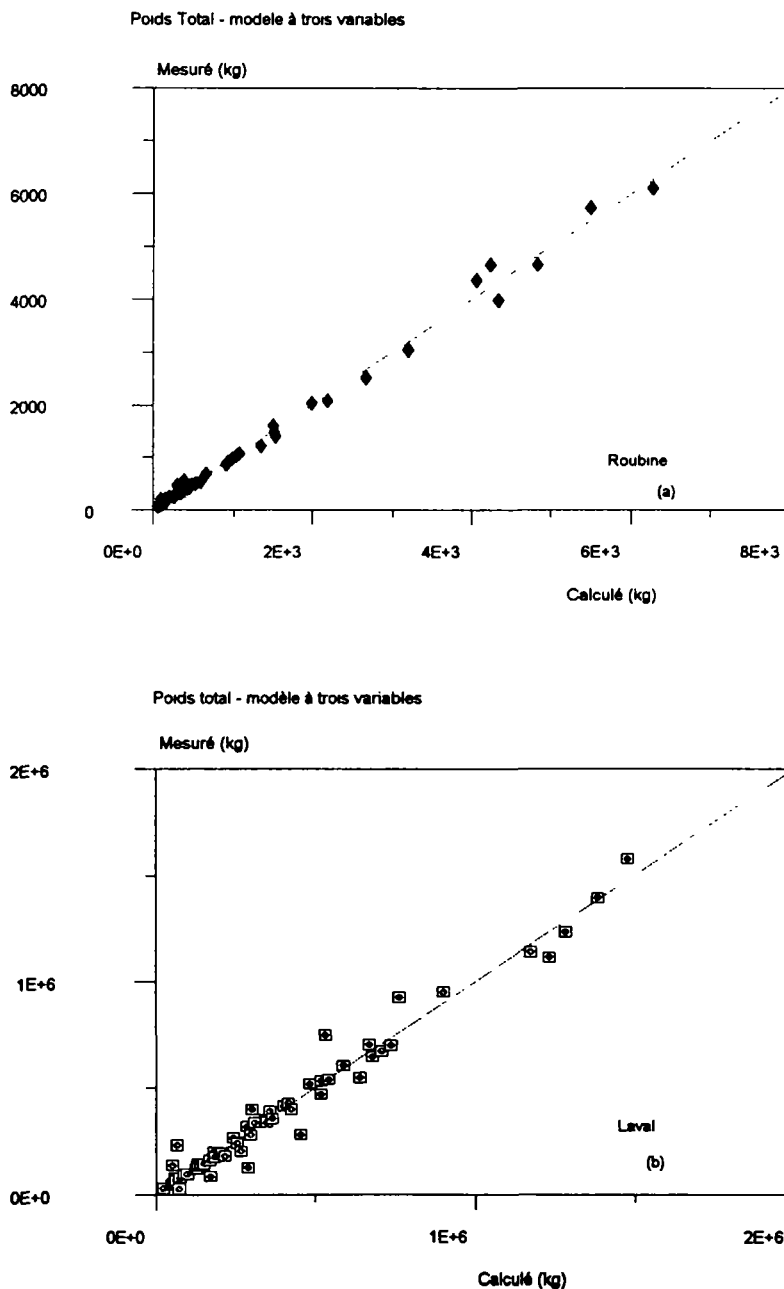 Poids Total - modele à trois variables
Mesuré (kg)
8000
6000
4000
2000
0
Roubine
(a)
0E+0 2E+3 4E+3 6E+3 8E+3
Calculé (kg)
Poids total - modèle à trois variables
Mesuré (kg)
2E+6
1E+6
0E+0
Laval
(b)
0E+0 1E+6 2E+6
Calculé (kg)